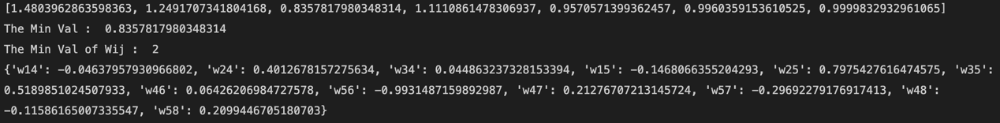 [1.4803962863598363, 1.2491707341804168, 0.8357817980348314, 1.1110861478306937, 0.9570571399362457, 0.9960359153610525, 0.9999832932961065]
The Min Val :  0.8357817980348314
The Min Val of Wij :  2
{'w14': -0.04637957930966802, 'w24': 0.4012678157275634, 'w34': 0.044863237328153394, 'w15': -0.1468066355204293, 'w25': 0.7975427616474575, 'w35':
0.5189851024507933, 'w46': 0.06426206984727578, 'w56': -0.9931487159892987, 'w47': 0.21276707213145724, 'w57': -0.29692279176917413, 'w48':
-0.11586165007335547, 'w58': 0.2099446705180703}